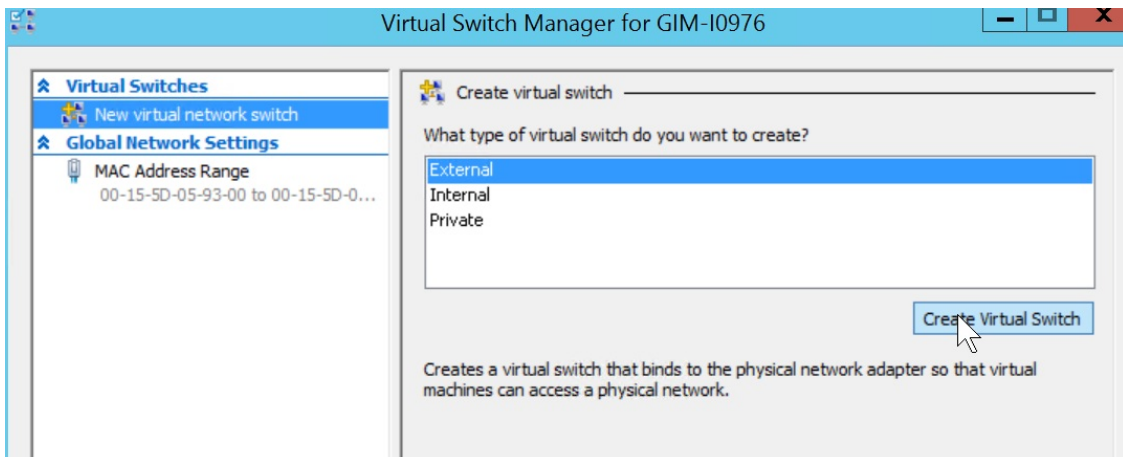 Virtual Switch Manager for GIM-I0976
Virtual Switches
New virtual network switch
Global Network Settings
MAC Address Range
00-15-5D-05-93-00 to 00-15-5D-0...
Create virtual switch
What type of virtual switch do you want to create?
External
Internal
Private
Create Virtual Switch
Creates a virtual switch that binds to the physical network adapter so that virtual
machines can access a physical network.